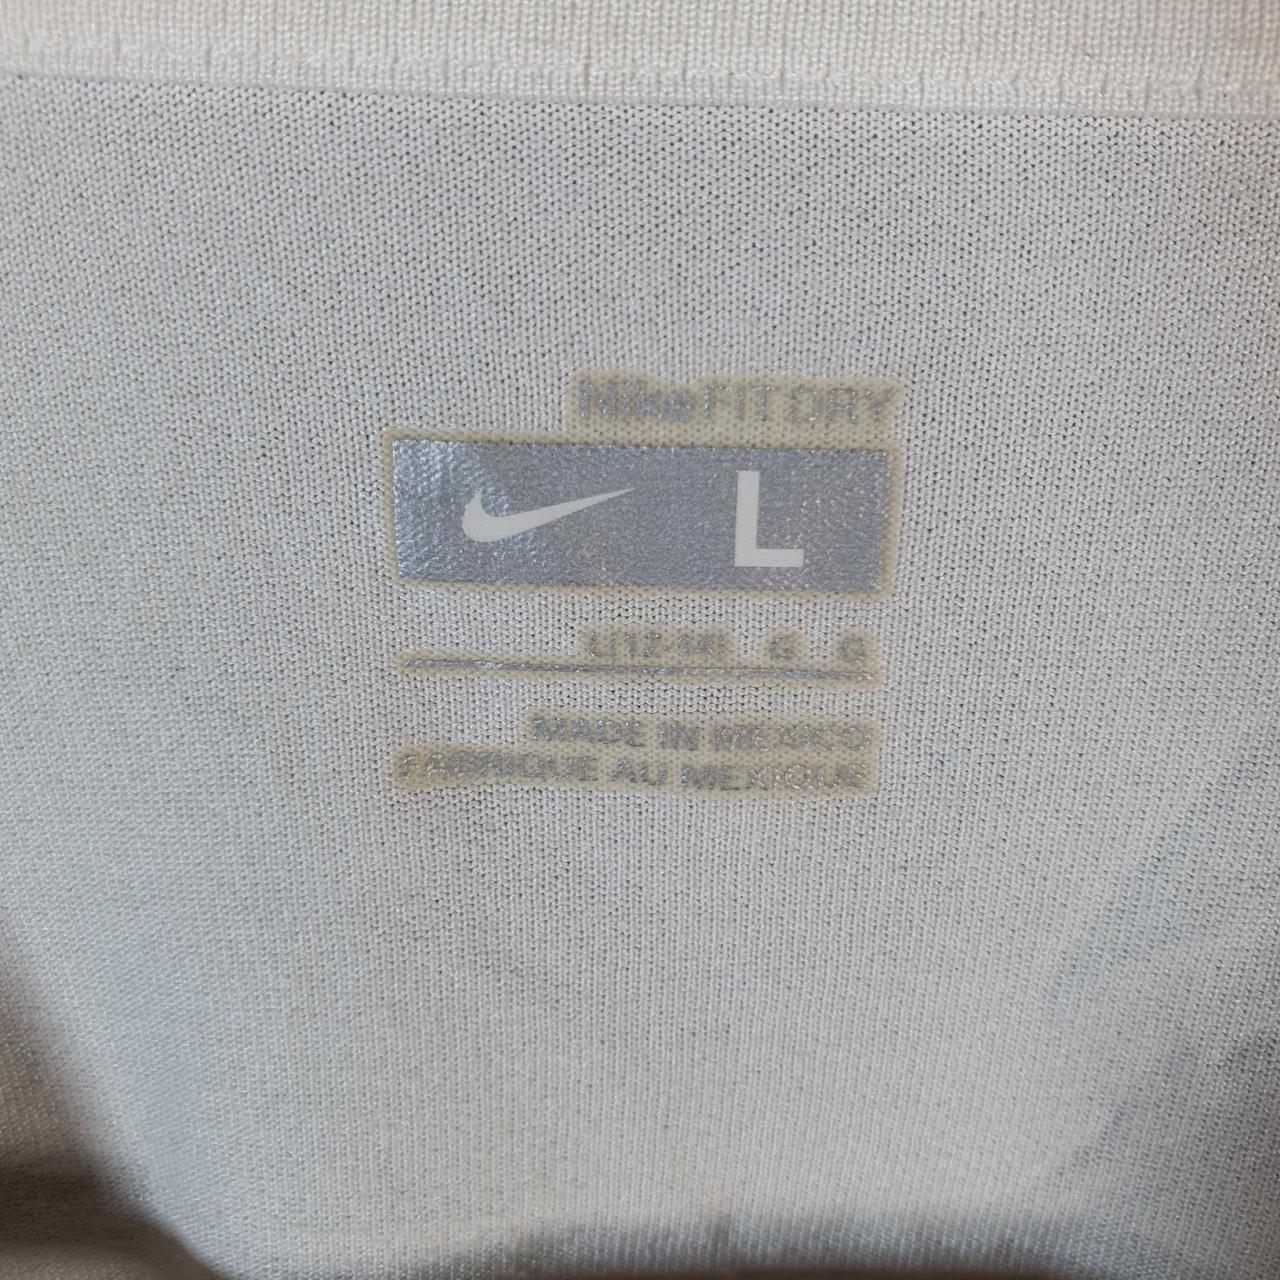 NikeFIT DRY
L
L(12-14) G G
MADE IN MEXICO
FABRIQUE AU MEXIQUE